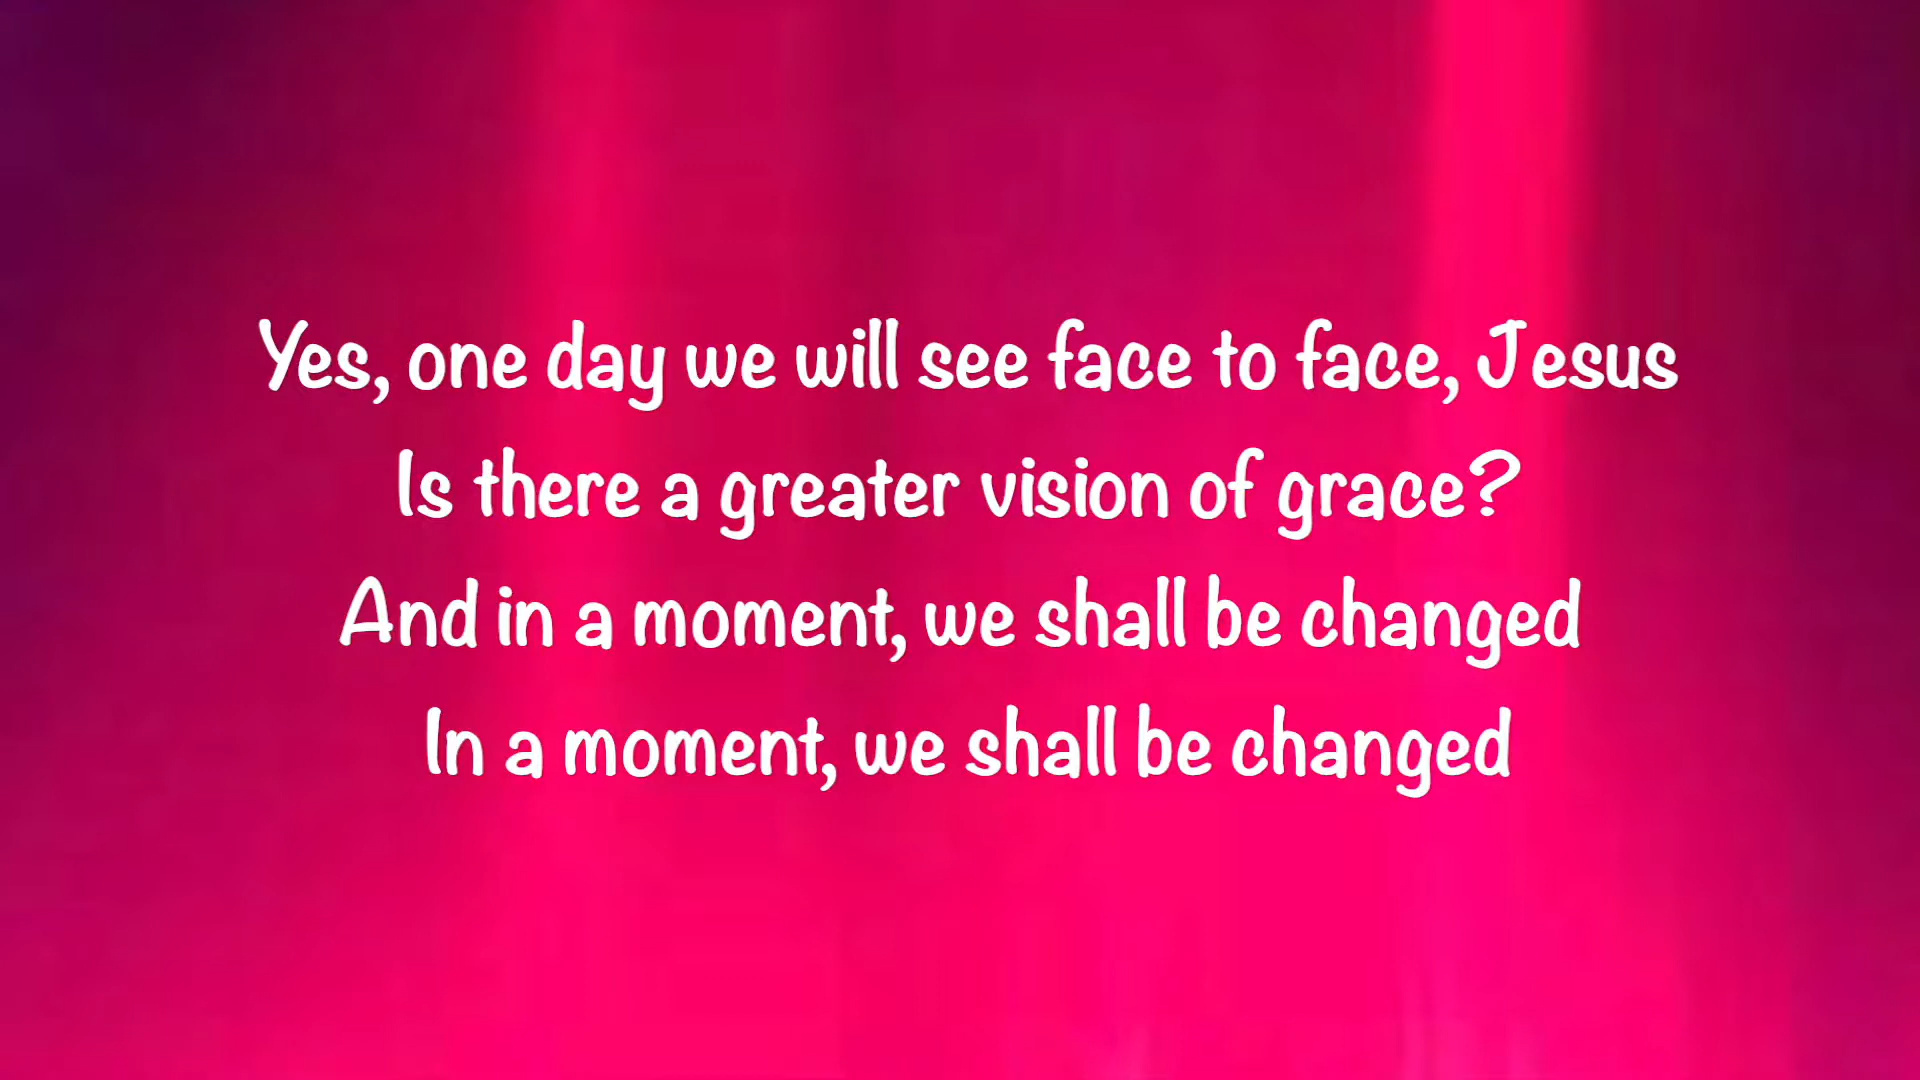 Yes, one day we will see face to face, Jesus
Is there a greater vision of grace?
And in a moment, we shall be changed
In a moment, we shall be changed